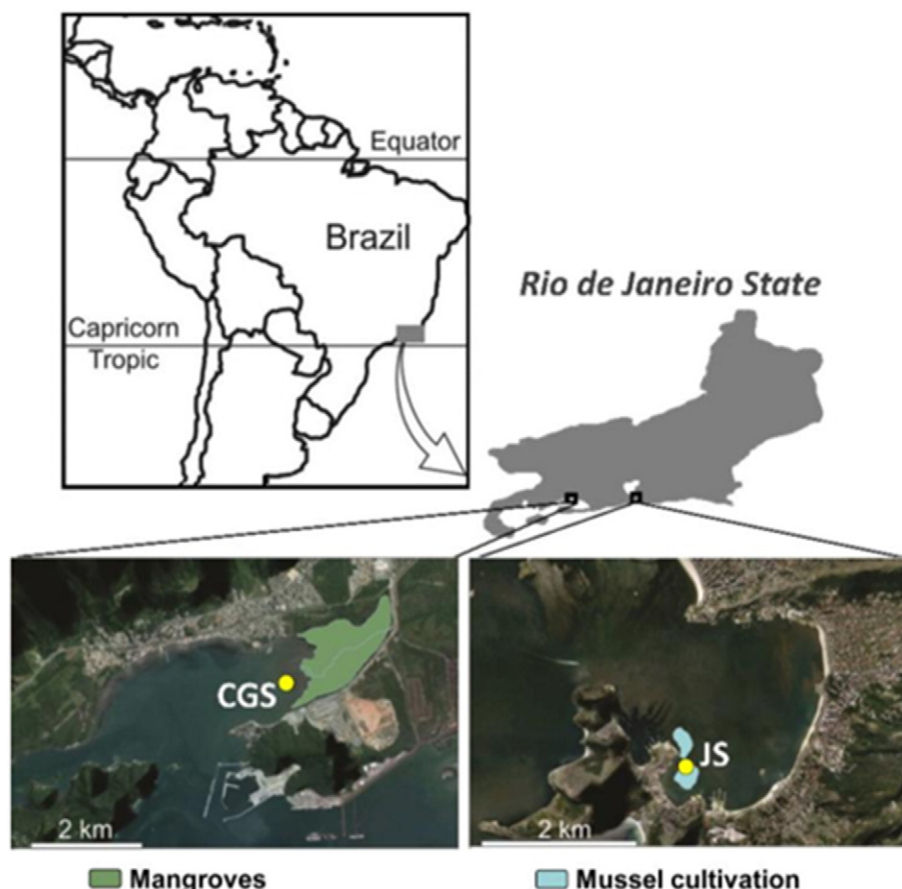 Equator
Brazil
Capricorn
Tropic
Rio de Janeiro State
CGS
2 km
JS
2 km
Mangroves
Mussel cultivation